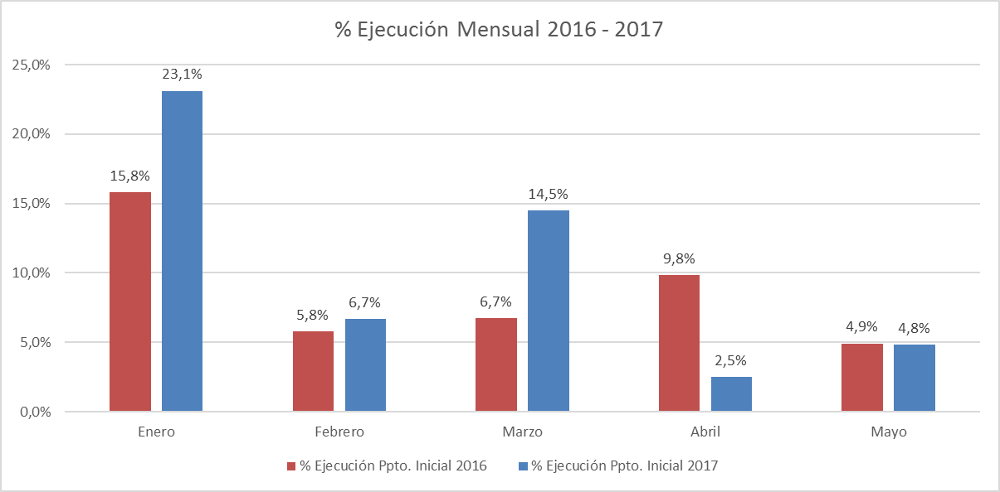 % Ejecución Mensual 2016 - 2017
25,0%
20,0%
15,0%
10,0%
5,0%
0,0%
15,8%
23,1%
5,8%
6,7%
6,7%
14,5%
9,8%
2,5%
4,9%
4,8%
Enero
Febrero
Marzo
Abril
Mayo
% Ejecución Ppto. Inicial 2016
% Ejecución Ppto. Inicial 2017